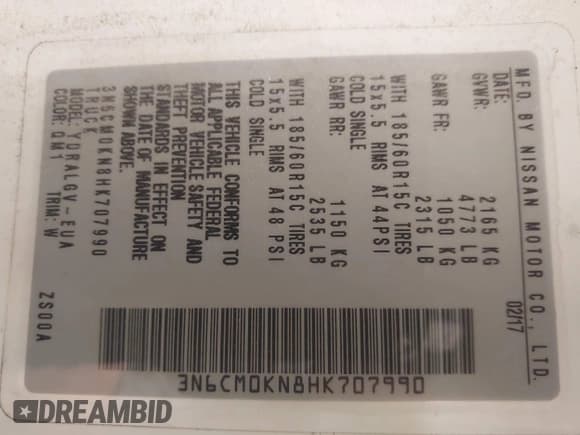 MFD. BY NISSAN MOTOR CO., LTD.
DATE: 02/17
GVWR: 2165 KG
4773 LB
GAWR FR: 1050 KG
2315 LB
WITH 185/60R15C TIRES
15x5.5 RIMS AT 44PSI
COLD SINGLE
GAWR RR: 1150 KG
2535 LB
WITH 185/60R15C TIRES
15x5.5 RIMS AT 48 PSI
COLD SINGLE
THIS VEHICLE CONFORMS TO
ALL APPLICABLE FEDERAL
MOTOR VEHICLE SAFETY AND
THEFT PREVENTION
STANDARDS IN EFFECT ON
THE DATE OF MANUFACTURE
SHOWN ABOVE.
3N6CM0KN8HK707990
TRUCK
MODEL YDRALGV-EUA
COLOR: QM1 TRIM: W
ZS00A
3N6CM0KN8HK707990
DREAMBID